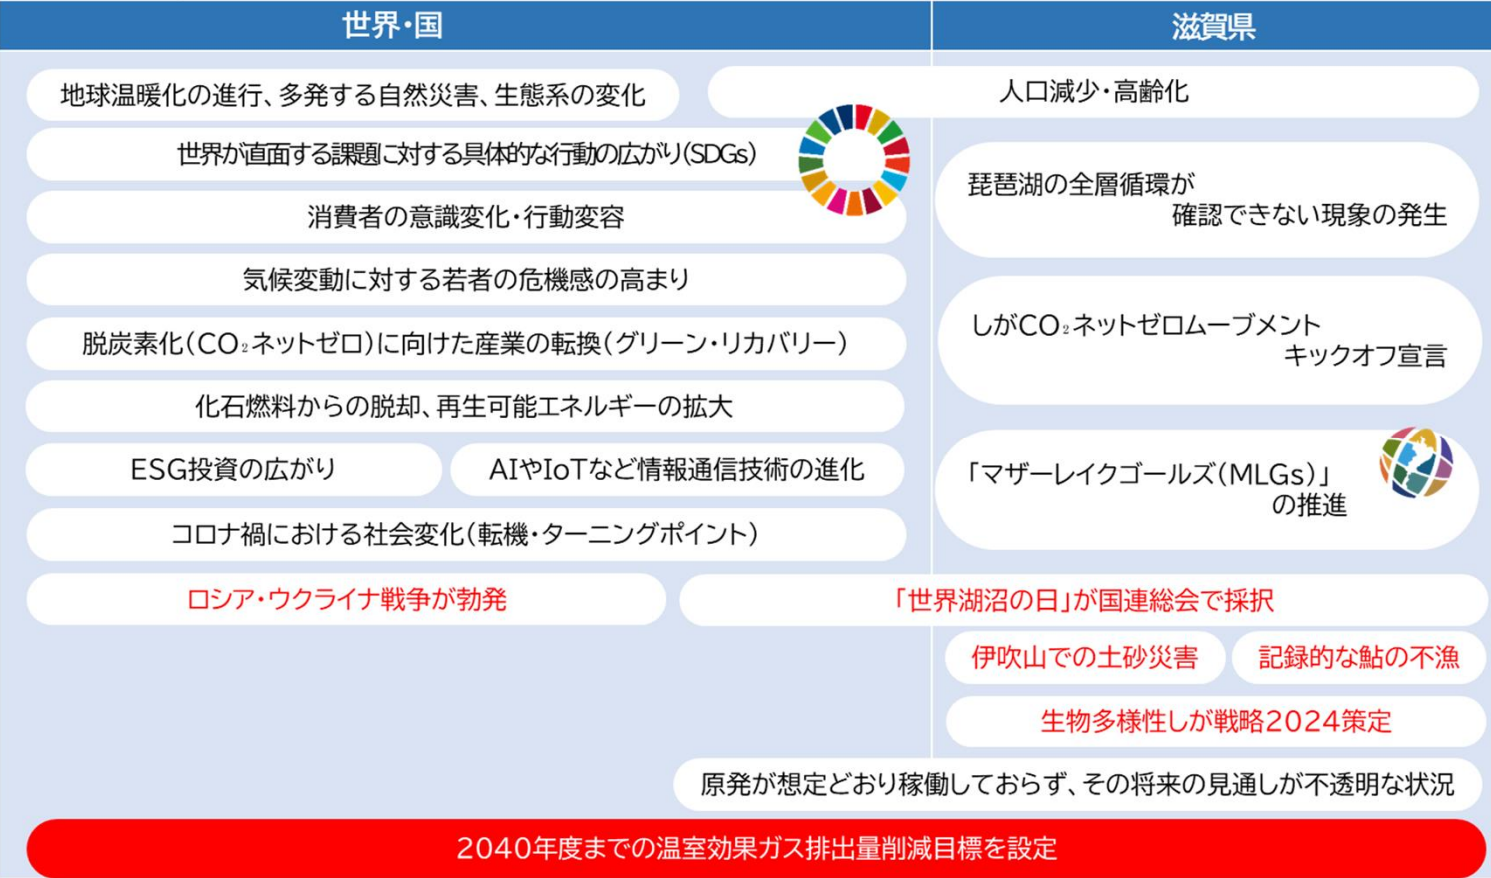 世界・国
滋賀県
地球温暖化の進行、多発する自然災害、生態系の変化
人口減少・高齢化
世界が直面する課題に対する具体的な行動の広がり(SDGs)
消費者の意識変化・行動変容
気候変動に対する若者の危機感の高まり
脱炭素化(CO₂ネットゼロ)に向けた産業の転換(グリーン・リカバリー)
化石燃料からの脱却、再生可能エネルギーの拡大
ESG投資の広がり
AIやIoTなど情報通信技術の進化
コロナ禍における社会変化(転機・ターニングポイント)
琵琶湖の全層循環が
確認できない現象の発生
しがCO₂ネットゼロムーブメント
キックオフ宣言
「マザーレイクゴールズ(MLGs)」
の推進
ロシア・ウクライナ戦争が勃発
「世界湖沼の日」が国連総会で採択
伊吹山での土砂災害
記録的な鮎の不漁
生物多様性しが戦略2024策定
原発が想定どおり稼働しておらず、その将来の見通しが不透明な状況
2040年度までの温室効果ガス排出量削減目標を設定